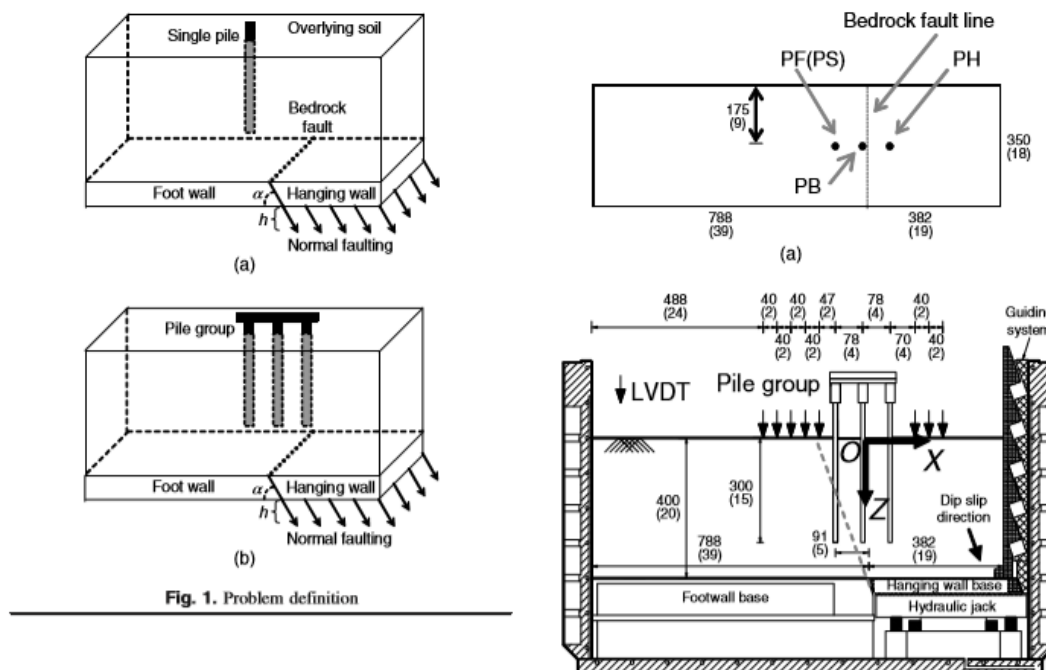 Single pile
Overlying soil
Bedrock
fault
Foot wall
α
Hanging wall
h
Normal faulting
(a)
Pile group
Foot wall
α
Hanging wall
h
Normal faulting
(b)
Fig. 1. Problem definition
Bedrock fault line
PF(PS)
PH
175
(9)
350
(18)
PB
788
(39)
382
(19)
(a)
488
(24)
40
(2)
40
(2)
47
(2)
78
(4)
40
(2)
Guiding
system
40
(2)
40
(2)
78
(4)
70
(4)
40
(2)
LVDT
Pile group
O
X
Z
400
(20)
300
(15)
Dip slip
direction
788
(39)
91
(5)
382
(19)
Hanging wall base
Footwall base
Hydraulic jack